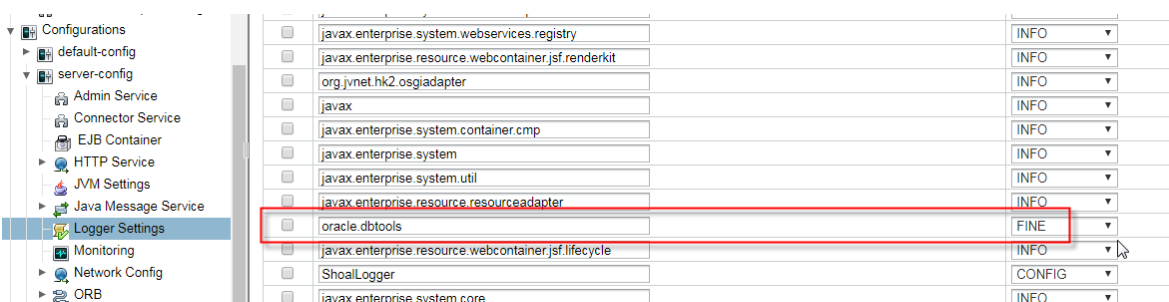 Configurations
default-config
server-config
Admin Service
Connector Service
EJB Container
HTTP Service
JVM Settings
Java Message Service
Logger Settings
Monitoring
Network Config
ORB
javax.enterprise.system.webservices.registry INFO
javax.enterprise.resource.webcontainer.jsf.renderkit INFO
org.jvnet.hk2.osgiadapter INFO
javax INFO
javax.enterprise.system.container.cmp INFO
javax.enterprise.system INFO
javax.enterprise.system.util INFO
javax.enterprise.resource.resourceadapter INFO
oracle.dbtools FINE
javax.enterprise.resource.webcontainer.jsf.lifecycle INFO
ShoalLogger CONFIG
javax.enterprise.system.core INFO